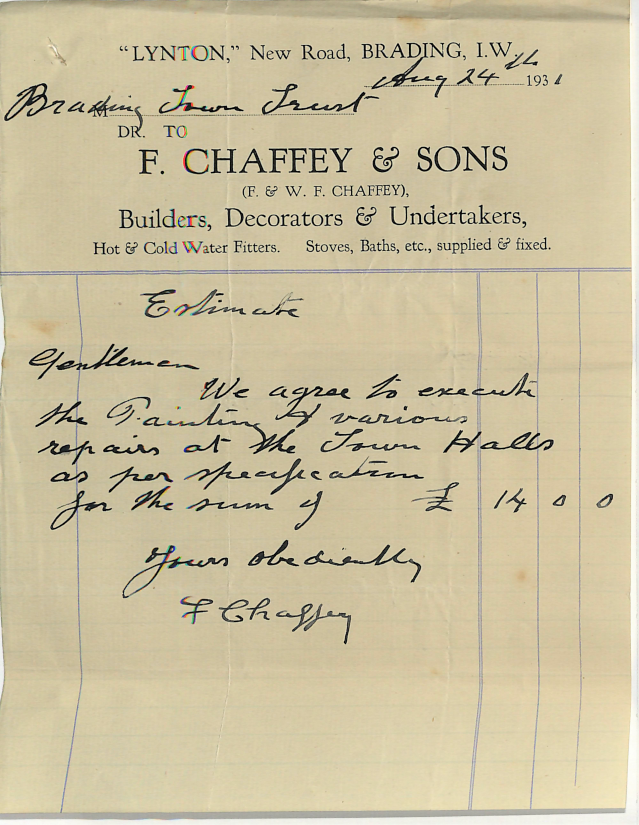 "LYNTON," New Road, BRADING, I.W.
Aug 24th 1931
M Brading Town Trust
DR. TO
F. CHAFFEY & SONS
(F. & W. F. CHAFFEY),
Builders, Decorators & Undertakers,
Hot & Cold Water Fitters. Stoves, Baths, etc., supplied & fixed.
Estimate
Gentlemen
We agree to execute
the Painting & various
repairs at the Town Halls
as per specification
for the sum of £ 14 0 0
Yours obediently
F Chaffey